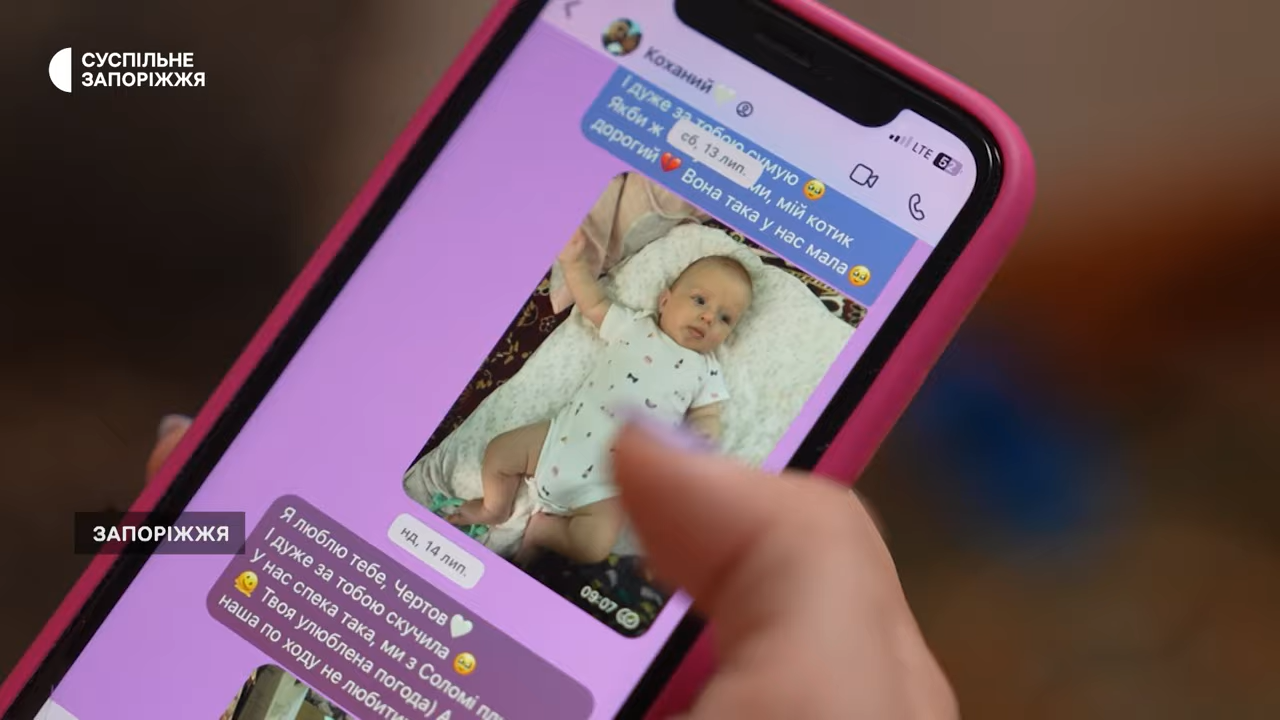 СУСПІЛЬНЕ
ЗАПОРІЖЖЯ
Коханий
LTE 52
І дуже за тобою сумую 🥹
Якби ж ми, мій котик
сб, 13 лип.
дорогий 💔 Вона така у нас мала 🥹
09:07
нд, 14 лип.
Я люблю тебе, Чертов 🤍
І дуже за тобою скучила 🥹
у нас спека така, ми з Соломі
🫠 Твоя улюблена погода) А
наша по ходу не любить
ЗАПОРІЖЖЯ